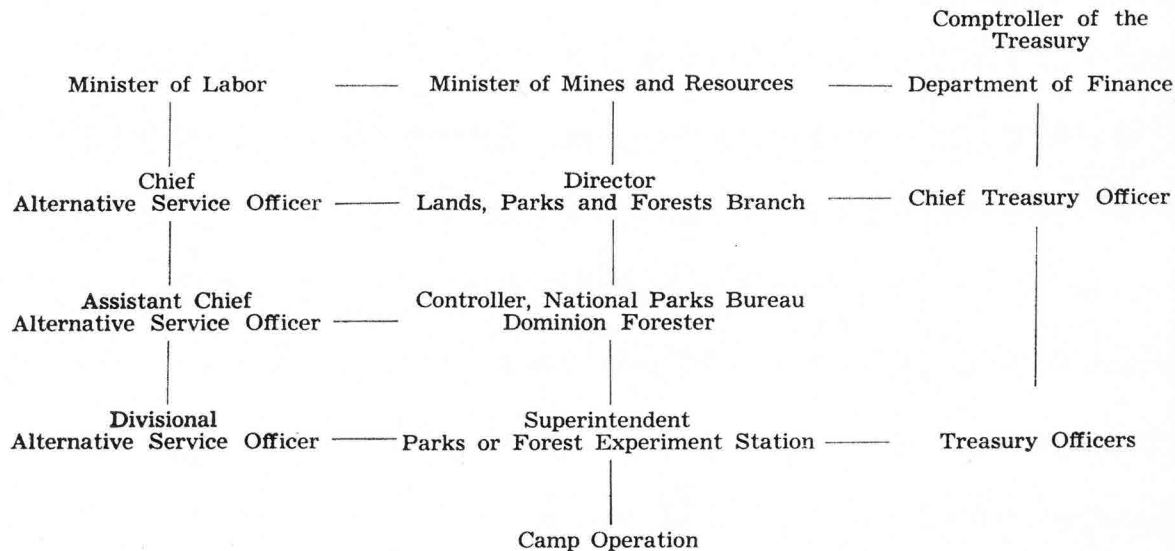 Comptroller of the
Treasury
Minister of Labor
Minister of Mines and Resources
Department of Finance
Chief
Alternative Service Officer
Director
Lands, Parks and Forests Branch
Chief Treasury Officer
Assistant Chief
Alternative Service Officer
Controller, National Parks Bureau
Dominion Forester
Divisional
Alternative Service Officer
Superintendent
Parks or Forest Experiment Station
Treasury Officers
Camp Operation